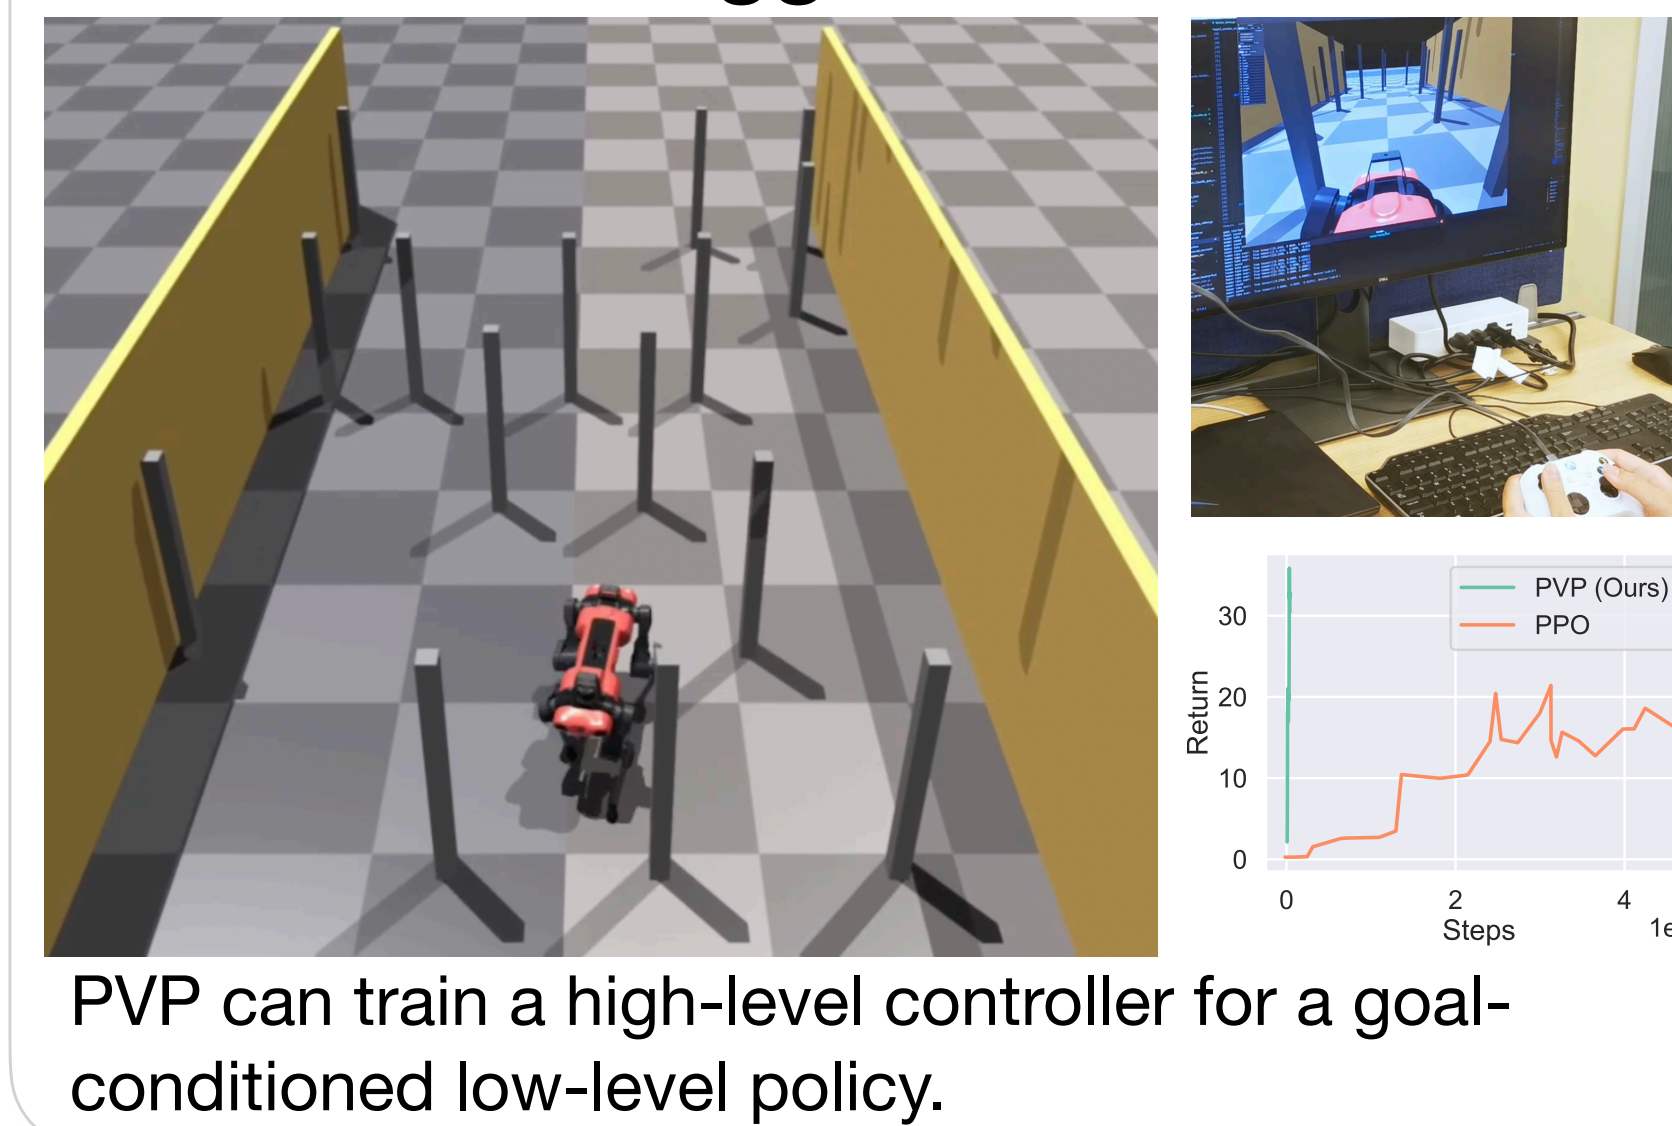 PVP (Ours)
PPO
30
20
10
0
Return
0
2
4
Steps
PVP can train a high-level controller for a goal-
conditioned low-level policy.